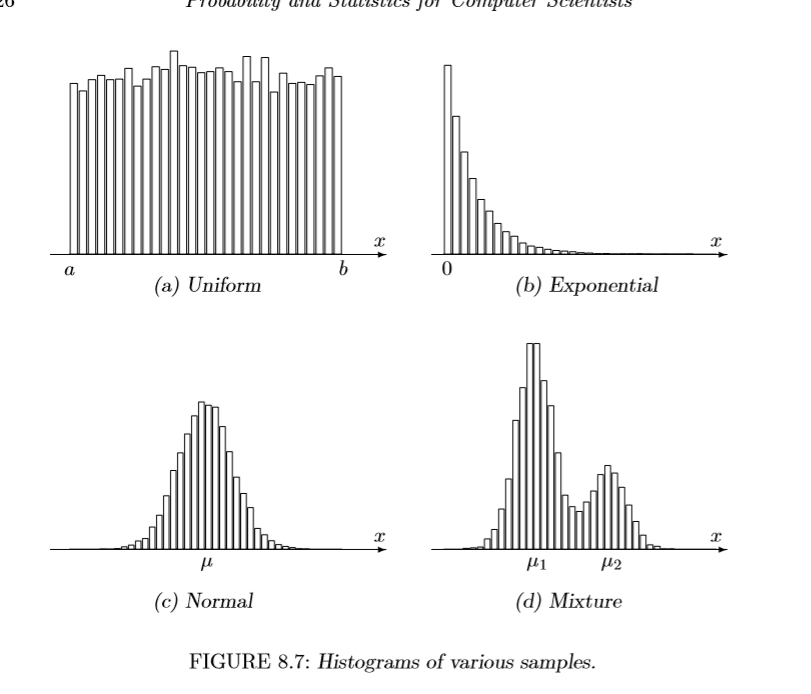 26 Probability and Statistics for Computer Scientists
x x
a b 0
(a) Uniform (b) Exponential
x x
μ μ1 μ2
(c) Normal (d) Mixture
FIGURE 8.7: Histograms of various samples.